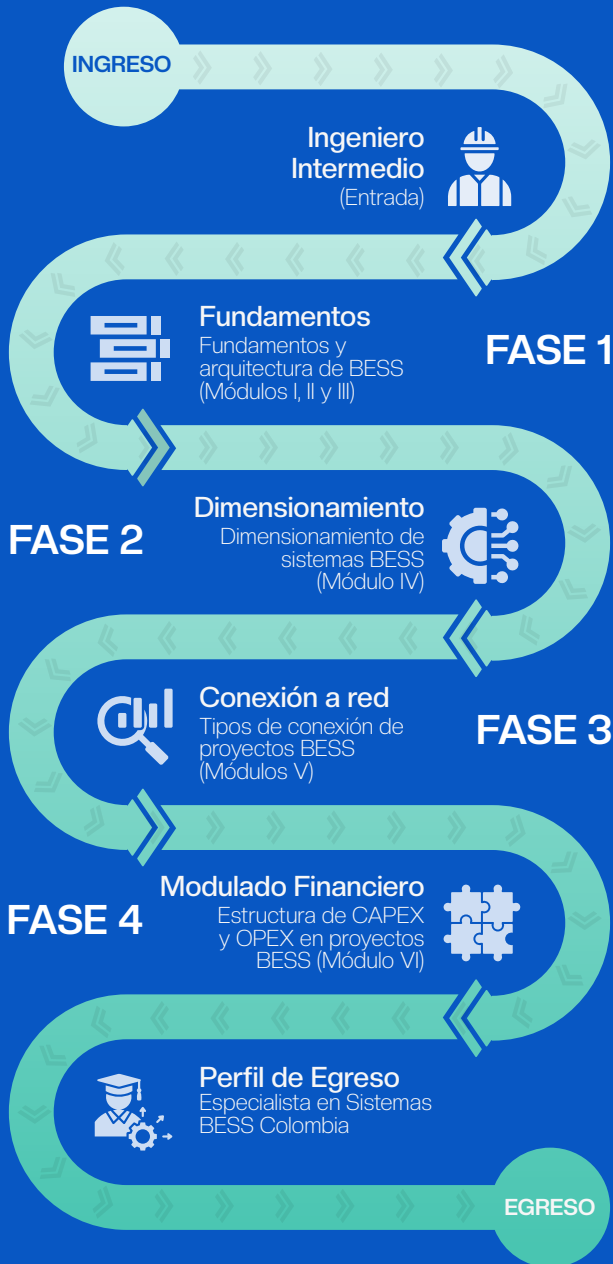 INGRESO
Ingeniero
Intermedio
(Entrada)
Fundamentos
Fundamentos y
arquitectura de BESS
(Módulos I, II y III)
FASE 1
FASE 2
Dimensionamiento
Dimensionamiento de
sistemas BESS
(Módulo IV)
Conexión a red
Tipos de conexión de
proyectos BESS
(Módulos V)
FASE 3
FASE 4
Modulado Financiero
Estructura de CAPEX
y OPEX en proyectos
BESS (Módulo VI)
Perfil de Egreso
Especialista en Sistemas
BESS Colombia
EGRESO